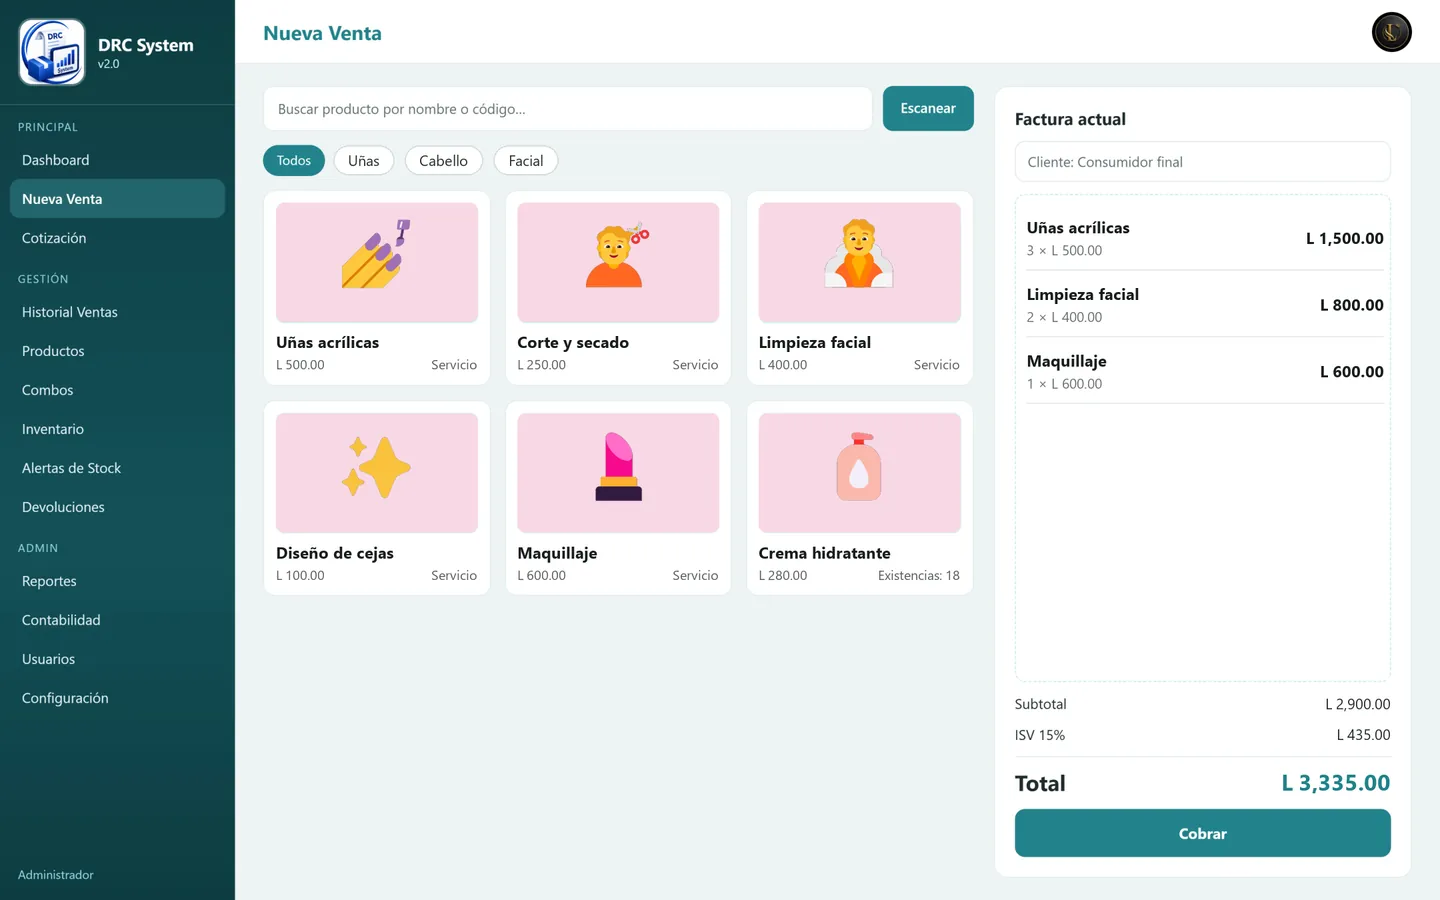 DRC
System
DRC System
v2.0
PRINCIPAL
Dashboard
Nueva Venta
Cotización
GESTIÓN
Historial Ventas
Productos
Combos
Inventario
Alertas de Stock
Devoluciones
ADMIN
Reportes
Contabilidad
Usuarios
Configuración
Administrador
Nueva Venta
Buscar producto por nombre o código...
Escanear
Todos
Uñas
Cabello
Facial
Uñas acrílicas
L 500.00 Servicio
Corte y secado
L 250.00 Servicio
Limpieza facial
L 400.00 Servicio
Diseño de cejas
L 100.00 Servicio
Maquillaje
L 600.00 Servicio
Crema hidratante
L 280.00 Existencias: 18
Factura actual
Cliente: Consumidor final
Uñas acrílicas
3 × L 500.00
L 1,500.00
Limpieza facial
2 × L 400.00
L 800.00
Maquillaje
1 × L 600.00
L 600.00
Subtotal L 2,900.00
ISV 15% L 435.00
Total L 3,335.00
Cobrar